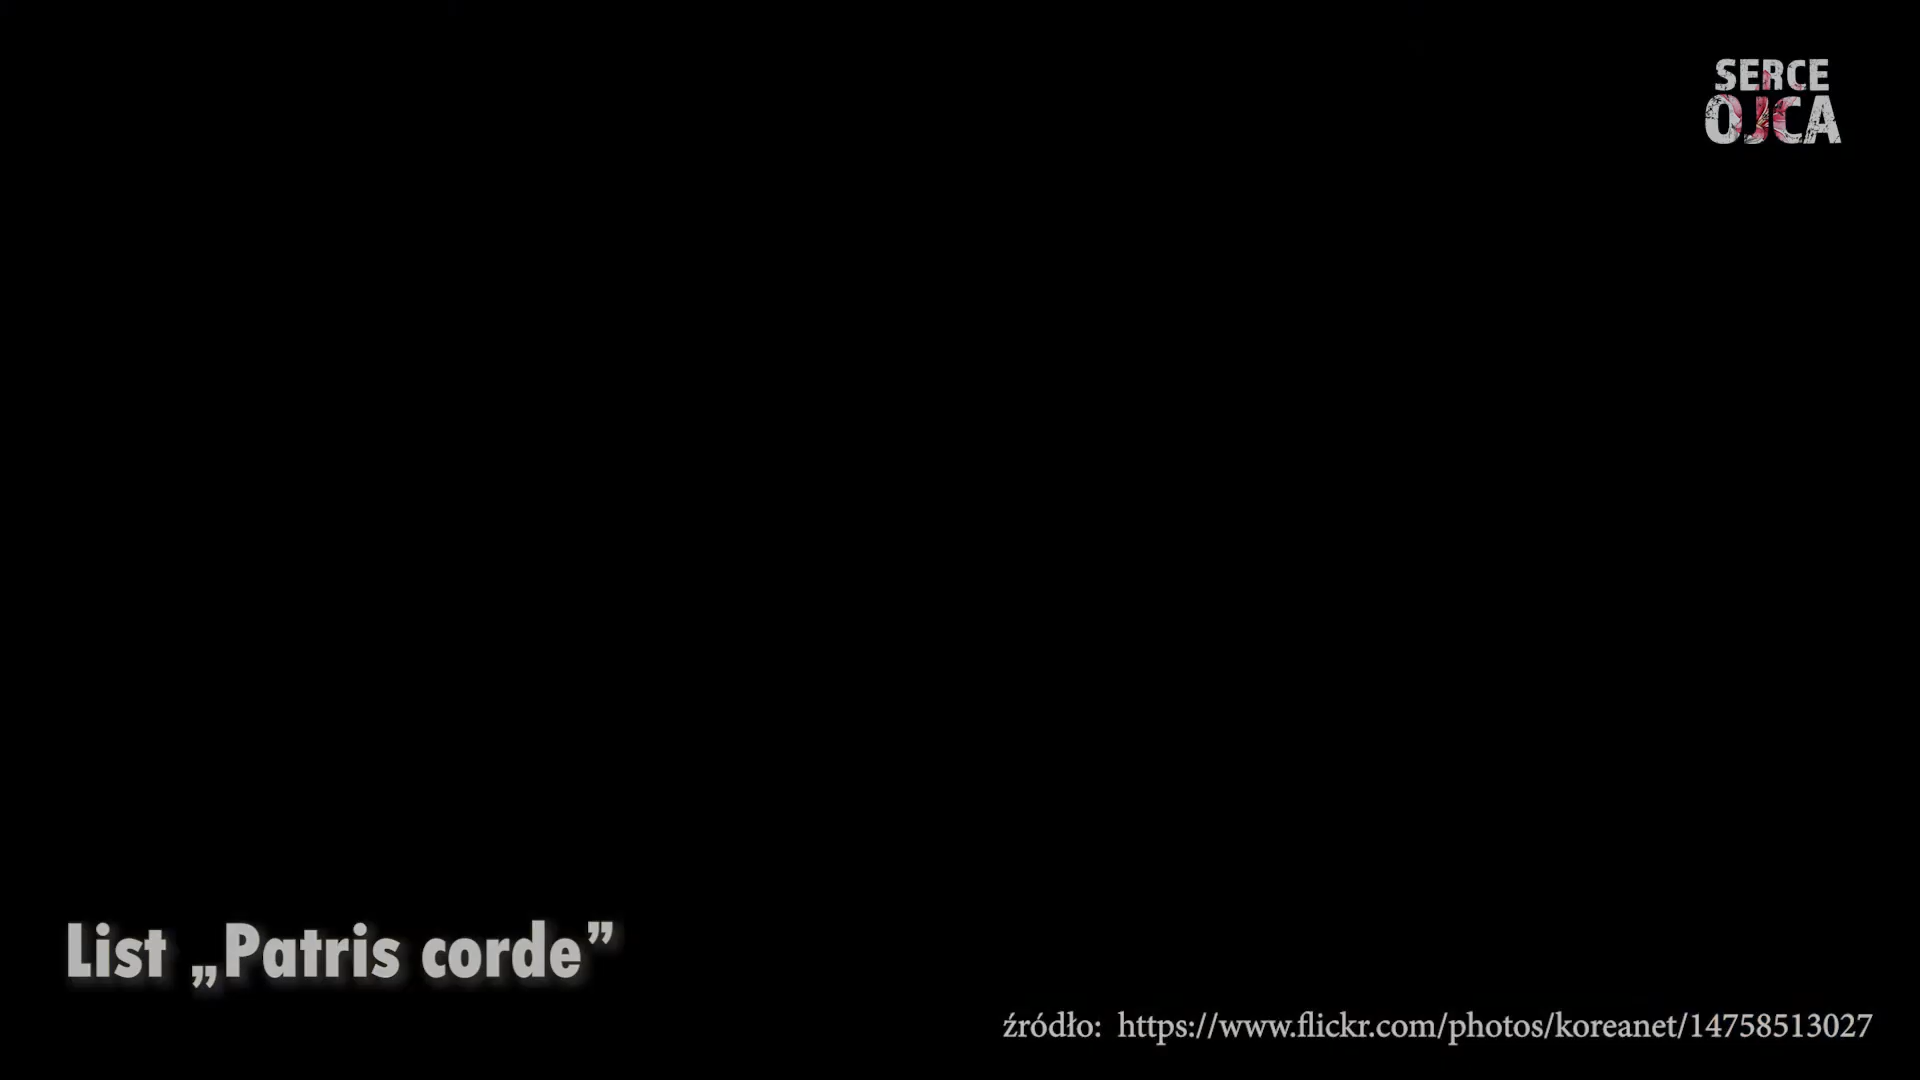 SERCE
OJCA
List „Patris corde”
źródło: https://www.flickr.com/photos/koreanet/14758513027